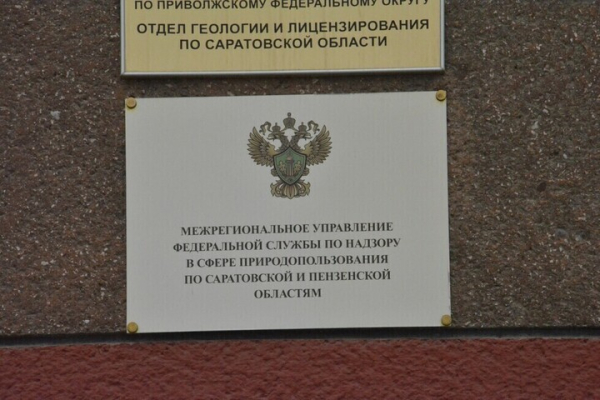 ПО ПРИВОЛЖСКОМУ ФЕДЕРАЛЬНОМУ ОКРУГУ
ОТДЕЛ ГЕОЛОГИИ И ЛИЦЕНЗИРОВАНИЯ
ПО САРАТОВСКОЙ ОБЛАСТИ
МЕЖРЕГИОНАЛЬНОЕ УПРАВЛЕНИЕ
ФЕДЕРАЛЬНОЙ СЛУЖБЫ ПО НАДЗОРУ
В СФЕРЕ ПРИРОДОПОЛЬЗОВАНИЯ
ПО САРАТОВСКОЙ И ПЕНЗЕНСКОЙ
ОБЛАСТЯМ